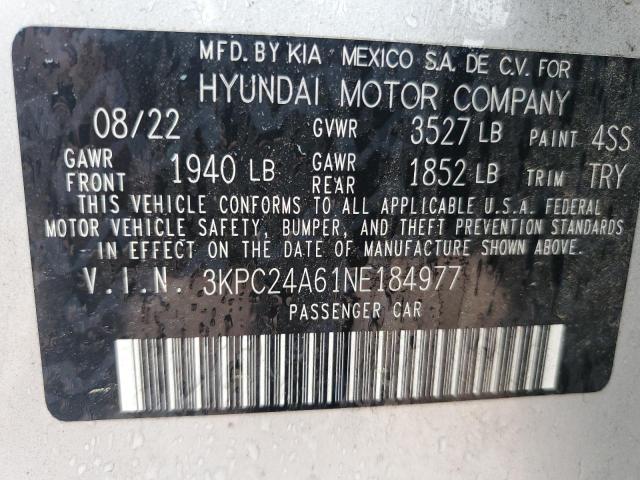 MFD. BY KIA MEXICO S.A. DE C.V. FOR
HYUNDAI MOTOR COMPANY
08/22 GVWR 3527 LB PAINT 4SS
GAWR FRONT 1940 LB GAWR REAR 1852 LB TRIM TRY
THIS VEHICLE CONFORMS TO ALL APPLICABLE U.S.A. FEDERAL
MOTOR VEHICLE SAFETY, BUMPER, AND THEFT PREVENTION STANDARDS
IN EFFECT ON THE DATE OF MANUFACTURE SHOWN ABOVE.
V.I.N. 3KPC24A61NE184977
PASSENGER CAR